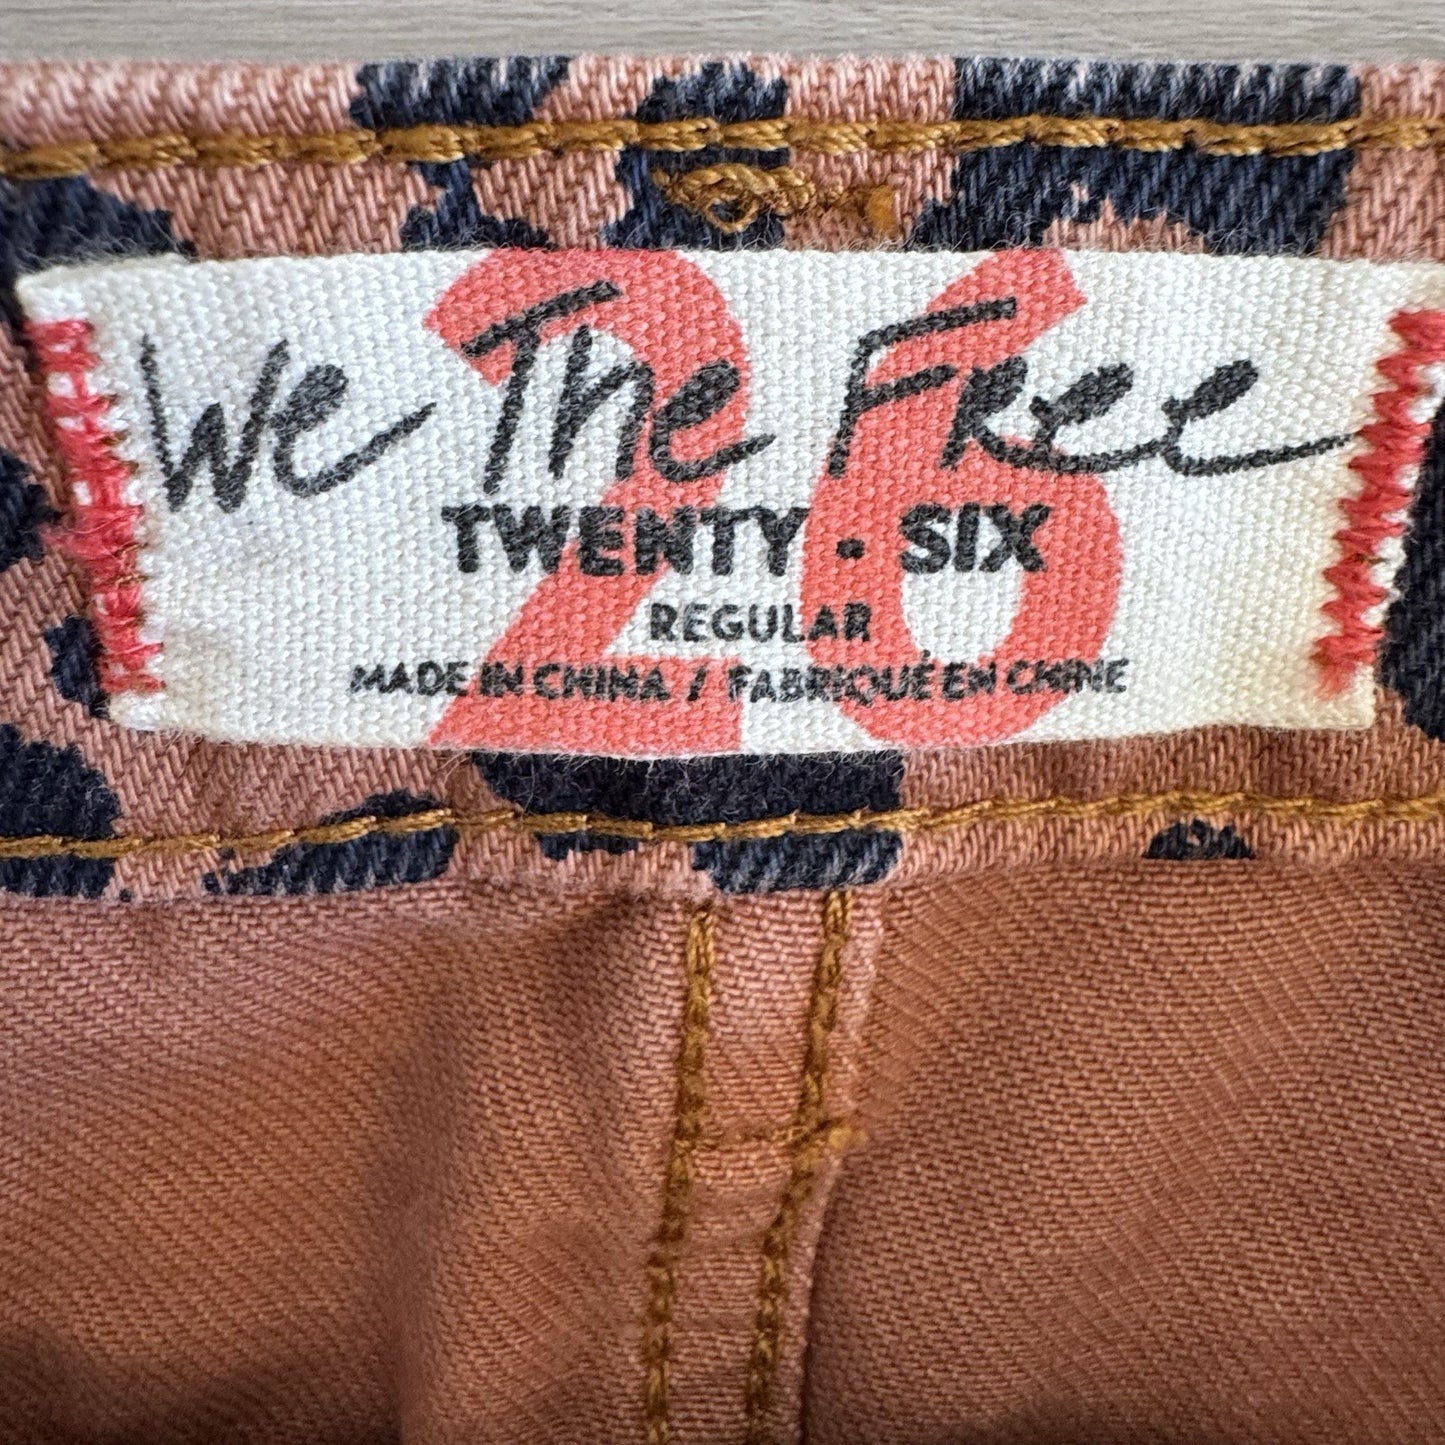 26
We The Free
TWENTY · SIX
REGULAR
MADE IN CHINA / FABRIQUÉ EN CHINE